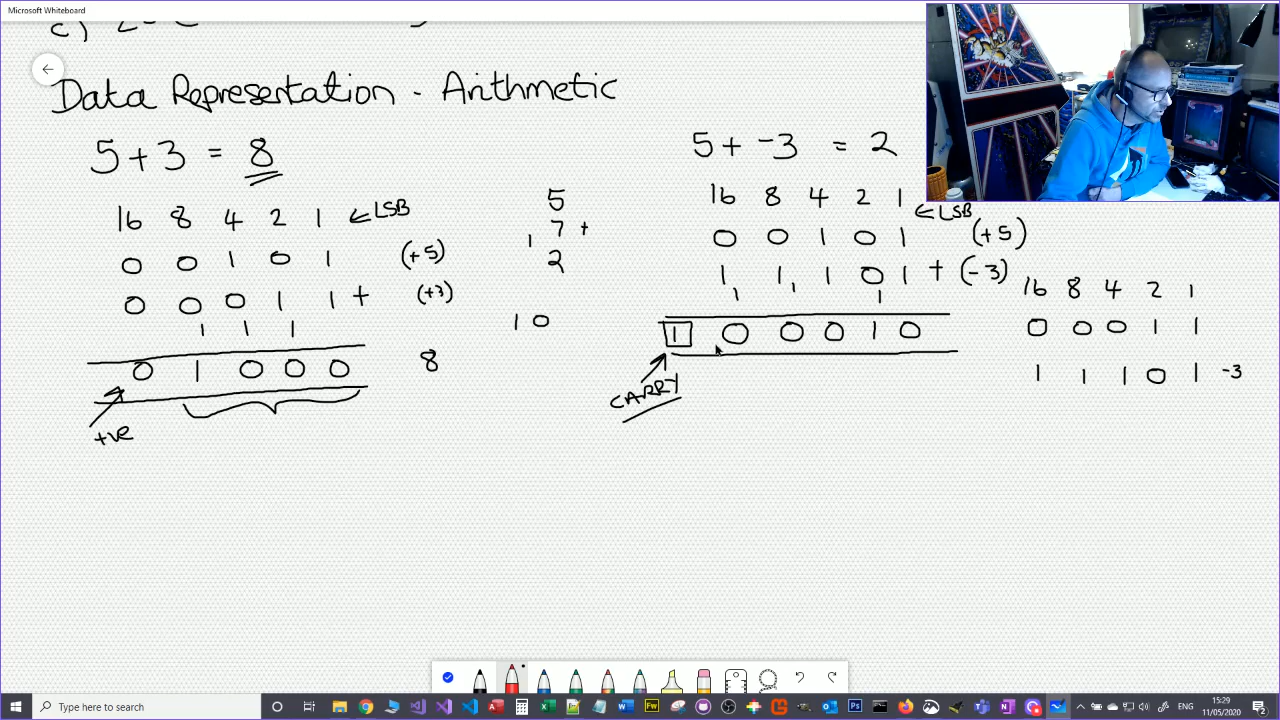 Microsoft Whiteboard
Data Representation - Arithmetic
5 + 3 = 8
16 8 4 2 1 ← LSB
0 0 1 0 1 (+5)
0 0 0 1 1 + (+3)
1 1 1
0 1 0 0 0 8
+ve
5
7 +
1
2
1 0
5 + -3 = 2
16 8 4 2 1
← LSB
0 0 1 0 1 (+5)
1 1 1 0 1 + (-3)
1 1 1
1 0 0 0 1 0
CARRY
16 8 4 2 1
0 0 0 1 1
1 1 1 0 1 -3
Type here to search
ENG
15:29
11/05/2020